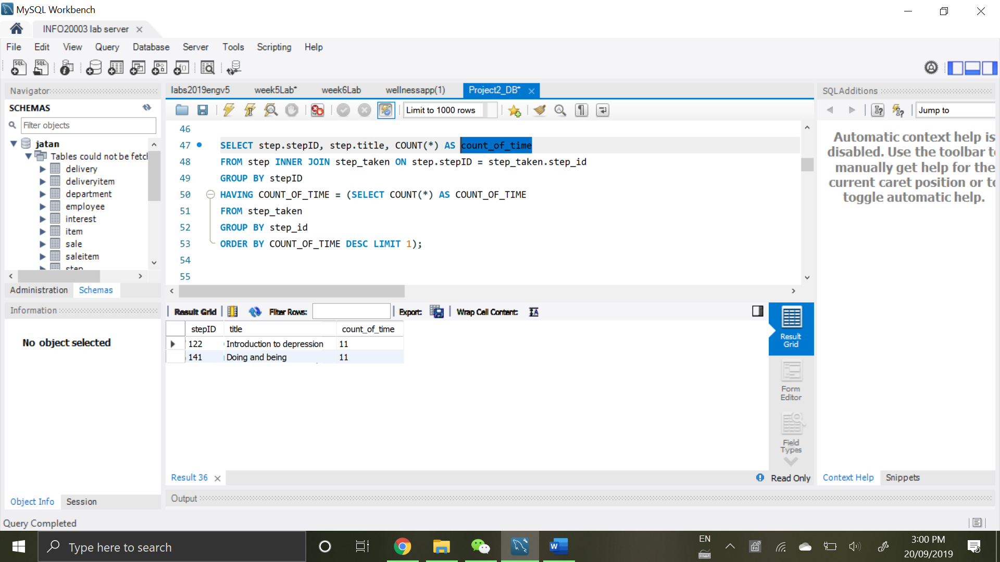 MySQL Workbench
INFO20003 lab server
File Edit View Query Database Server Tools Scripting Help
Navigator
SCHEMAS
Filter objects
jatan
Tables could not be fetch
delivery
deliveryitem
department
employee
interest
item
sale
saleitem
step
Administration Schemas
Information
No object selected
Object Info Session
labs2019engv5 week5Lab* week6Lab wellnessapp(1) Project2_DB*
Limit to 1000 rows
46
47 SELECT step.stepID, step.title, COUNT(*) AS count_of_time
48 FROM step INNER JOIN step_taken ON step.stepID = step_taken.step_id
49 GROUP BY stepID
50 HAVING COUNT_OF_TIME = (SELECT COUNT(*) AS COUNT_OF_TIME
51 FROM step_taken
52 GROUP BY step_id
53 ORDER BY COUNT_OF_TIME DESC LIMIT 1);
54
55
Result Grid Filter Rows: Export: Wrap Cell Content:
stepID title count_of_time
122 Introduction to depression 11
141 Doing and being 11
Result Grid
Form Editor
Field Types
Result 36
Read Only
Output
SQLAdditions
Jump to
Automatic context help is
disabled. Use the toolbar to
manually get help for the
current caret position or to
toggle automatic help.
Context Help Snippets
Query Completed
Type here to search
EN
3:00 PM
20/09/2019